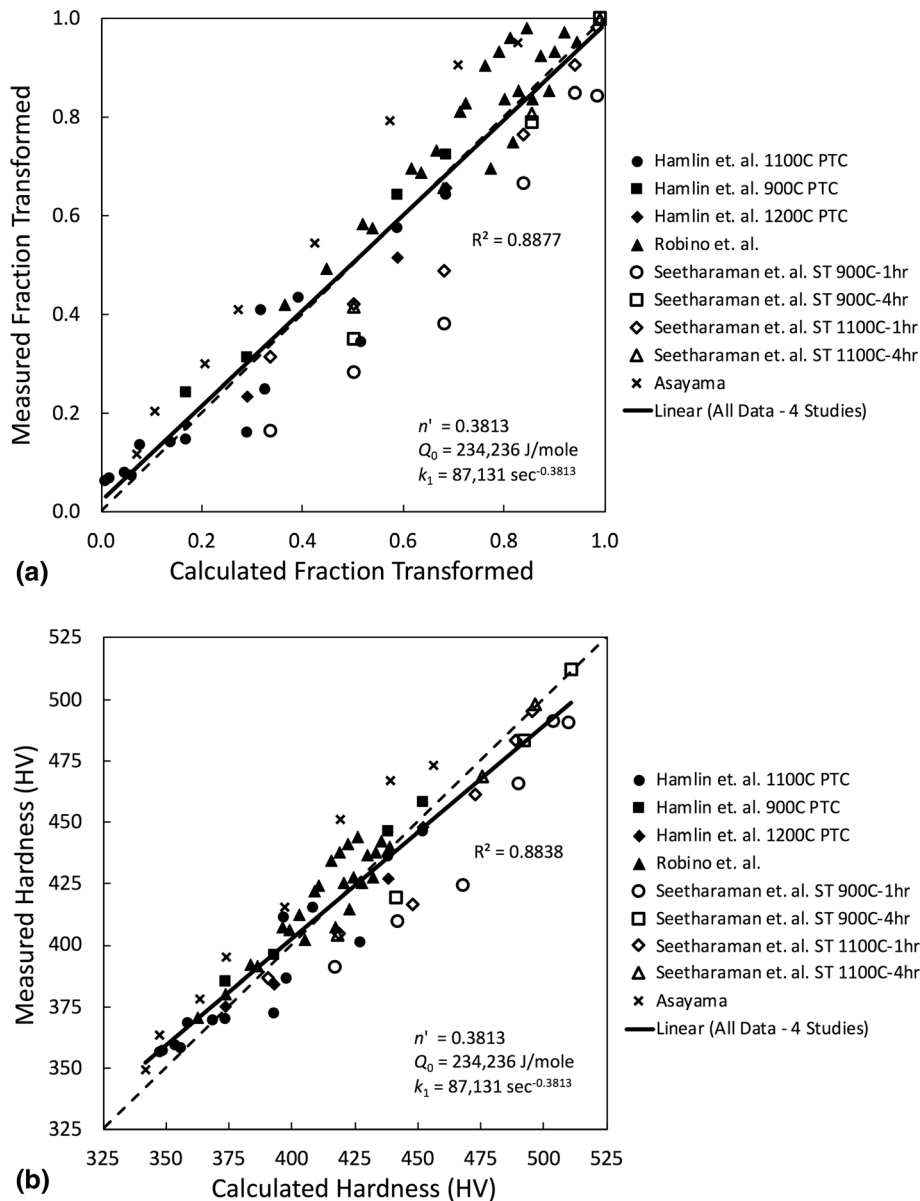 1.0
0.8
0.6
0.4
0.2
0.0
Measured Fraction Transformed
R² = 0.8877
n' = 0.3813
Q₀ = 234,236 J/mole
k₁ = 87,131 sec⁻⁰·³⁸¹³
0.0 0.2 0.4 0.6 0.8 1.0
(a)
Calculated Fraction Transformed
Hamlin et. al. 1100C PTC
Hamlin et. al. 900C PTC
Hamlin et. al. 1200C PTC
Robino et. al.
Seetharaman et. al. ST 900C-1hr
Seetharaman et. al. ST 900C-4hr
Seetharaman et. al. ST 1100C-1hr
Seetharaman et. al. ST 1100C-4hr
Asayama
Linear (All Data - 4 Studies)
525
500
475
450
425
400
375
350
325
Measured Hardness (HV)
R² = 0.8838
n' = 0.3813
Q₀ = 234,236 J/mole
k₁ = 87,131 sec⁻⁰·³⁸¹³
325 350 375 400 425 450 475 500 525
(b)
Calculated Hardness (HV)
Hamlin et. al. 1100C PTC
Hamlin et. al. 900C PTC
Hamlin et. al. 1200C PTC
Robino et. al.
Seetharaman et. al. ST 900C-1hr
Seetharaman et. al. ST 900C-4hr
Seetharaman et. al. ST 1100C-1hr
Seetharaman et. al. ST 1100C-4hr
Asayama
Linear (All Data - 4 Studies)